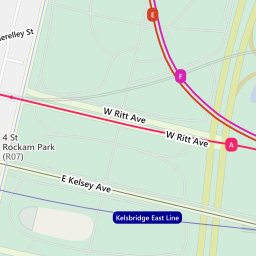 erelley St
E
F
W Ritt Ave
W Ritt Ave
A
4 St
Rockam Park
(R07)
E Kelsey Ave
Kelsbridge East Line